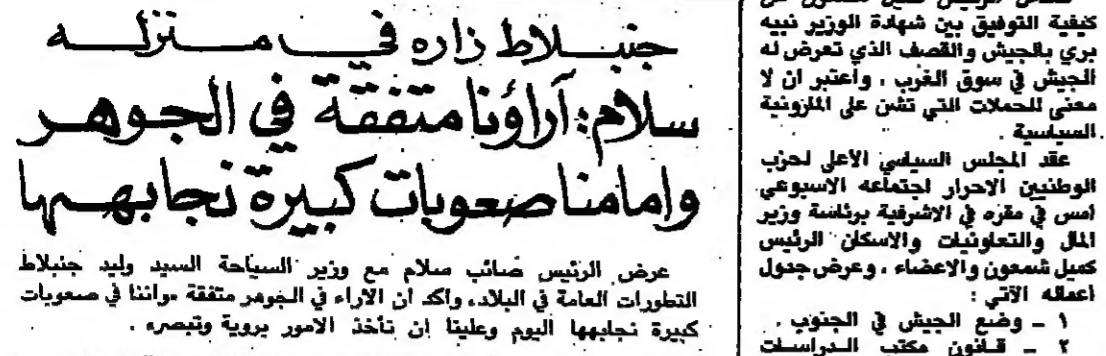 جنبلاط زاره في منزله
سلام: آراؤنا متفقة في الجوهر
وامامنا صعوبات كبيرة نجابهها
عرض الرئيس صائب سلام مع وزير السياحة السيد وليد جنبلاط
التطورات العامة في البلاد، واكد ان الاراء في الجوهر متفقة «واننا في صعوبات
كبيرة نجابهها اليوم وعلينا ان نأخذ الامور بروية وتبصر» .
كيفية التوفيق بين شهادة الوزير نبيه
بري بالجيش والقصف الذي تعرض له
الجيش في سوق الغرب ، واعتبر ان لا
معنى للحملات التي تشن على المارونية
السياسية .
عقد المجلس السياسي الأعلى لحزب
الوطنيين الاحرار اجتماعه الاسبوعي
امس في مقره في الاشرفية برئاسة وزير
المال والتعاونيات والاسكان الرئيس
كميل شمعون والاعضاء ، وعرض جدول
اعماله الآتي :
١ - وضع الجيش في الجنوب .
٢ - قانون مكتب الدراسات